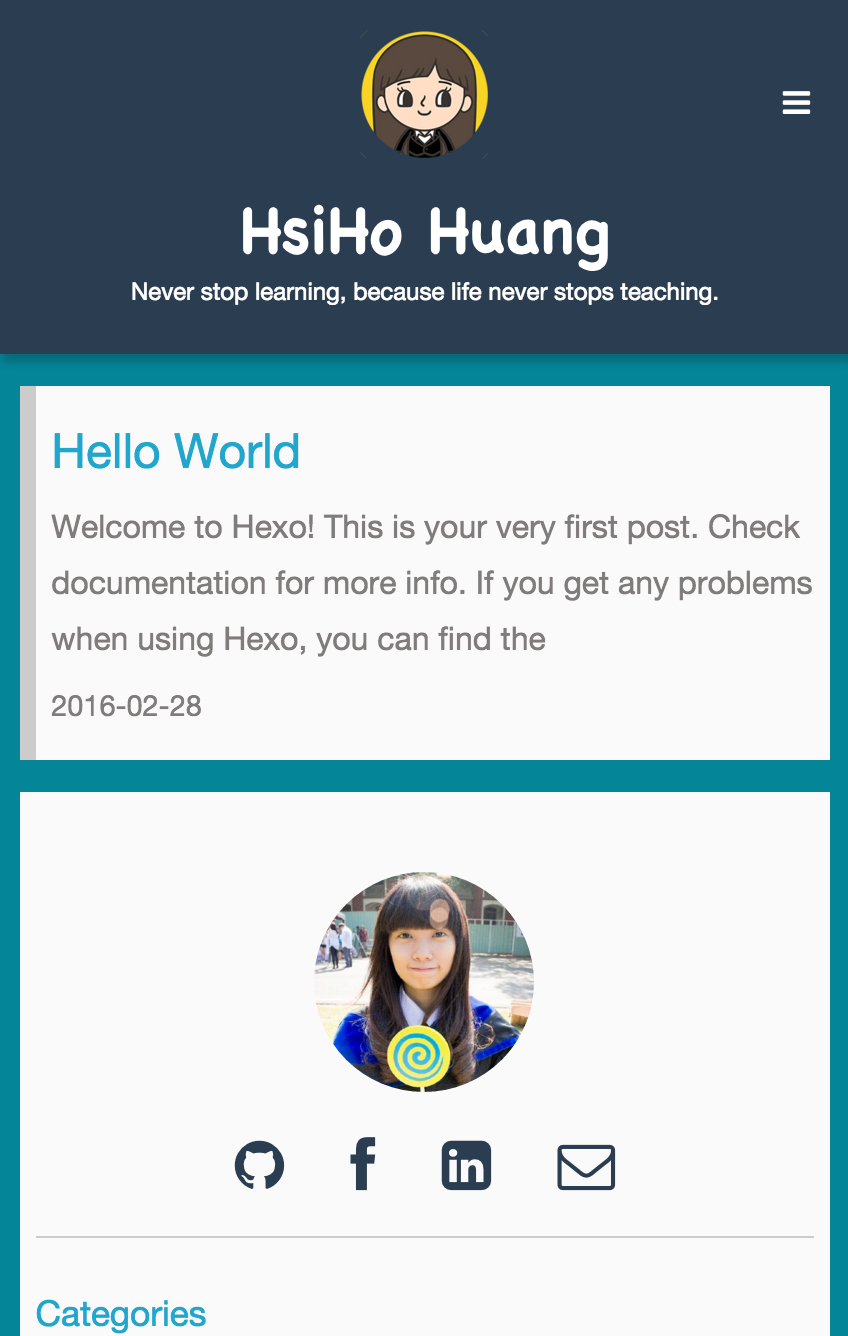 HsiHo Huang
Never stop learning, because life never stops teaching.
Hello World
Welcome to Hexo! This is your very first post. Check
documentation for more info. If you get any problems
when using Hexo, you can find the
2016-02-28
in
Categories